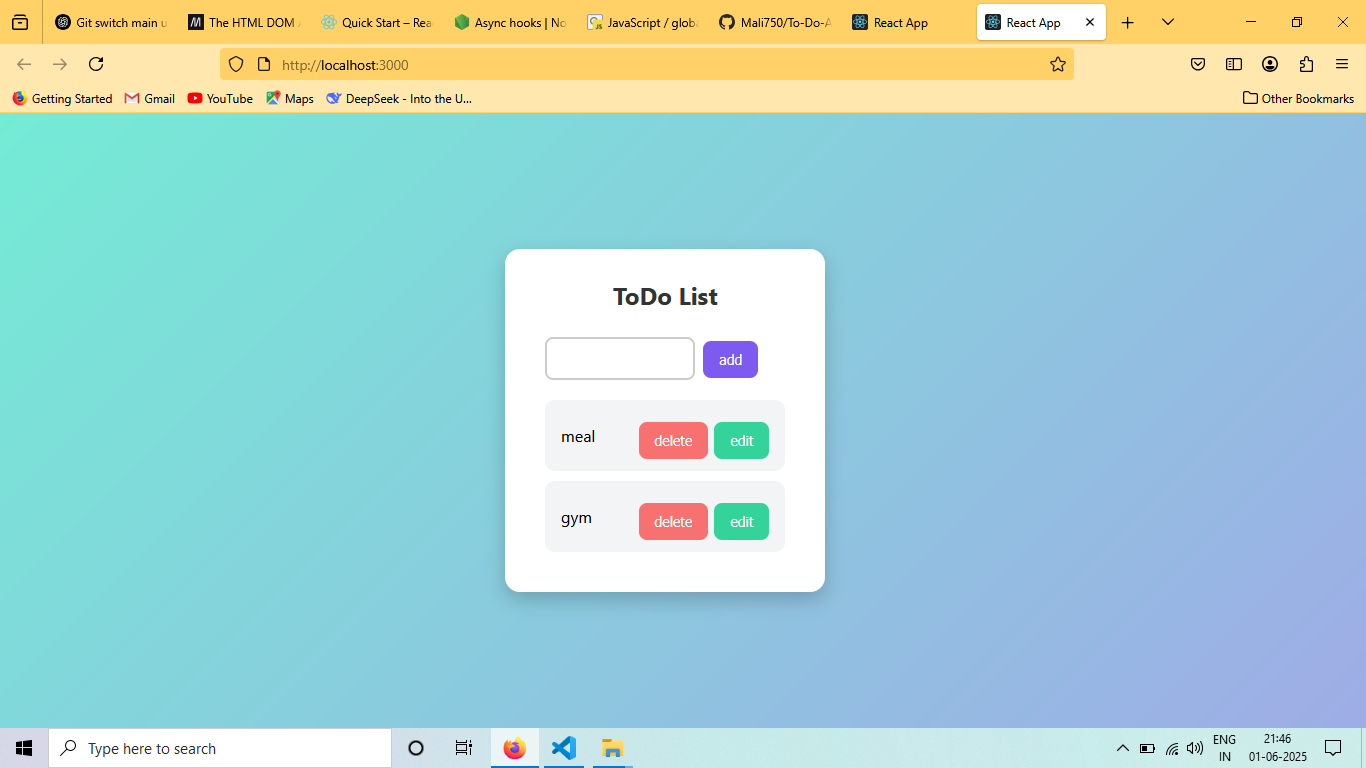 Git switch main u
The HTML DOM
Quick Start – Rea
Async hooks | No
JavaScript / glob
Mali750/To-Do-A
React App
React App
http://localhost:3000
Getting Started
Gmail
YouTube
Maps
DeepSeek - Into the U...
Other Bookmarks
ToDo List
add
meal
delete
edit
gym
delete
edit
Type here to search
ENG
IN
21:46
01-06-2025